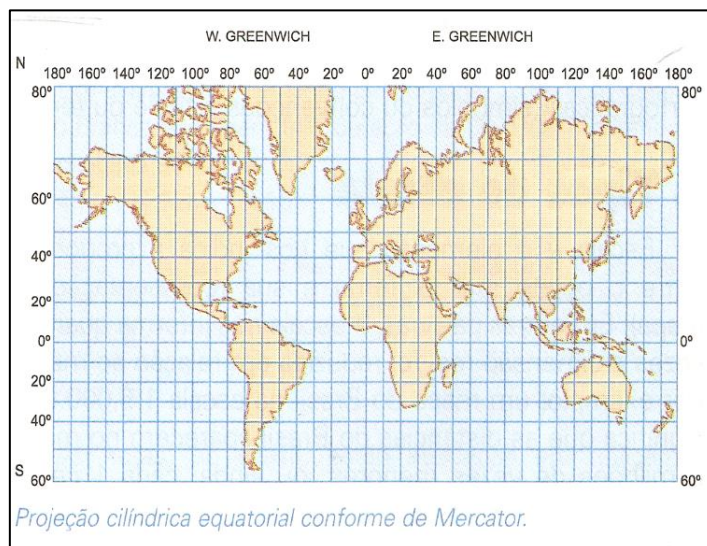 W. GREENWICH E. GREENWICH
N
180º 160º 140º 120º 100º 80º 60º 40º 20º 0º 20º 40º 60º 80º 100º 120º 140º 160º 180º
80º 80º
60º
40º
20º
0º 0º
20º
40º
S
60º 60º
Projeção cilíndrica equatorial conforme de Mercator.